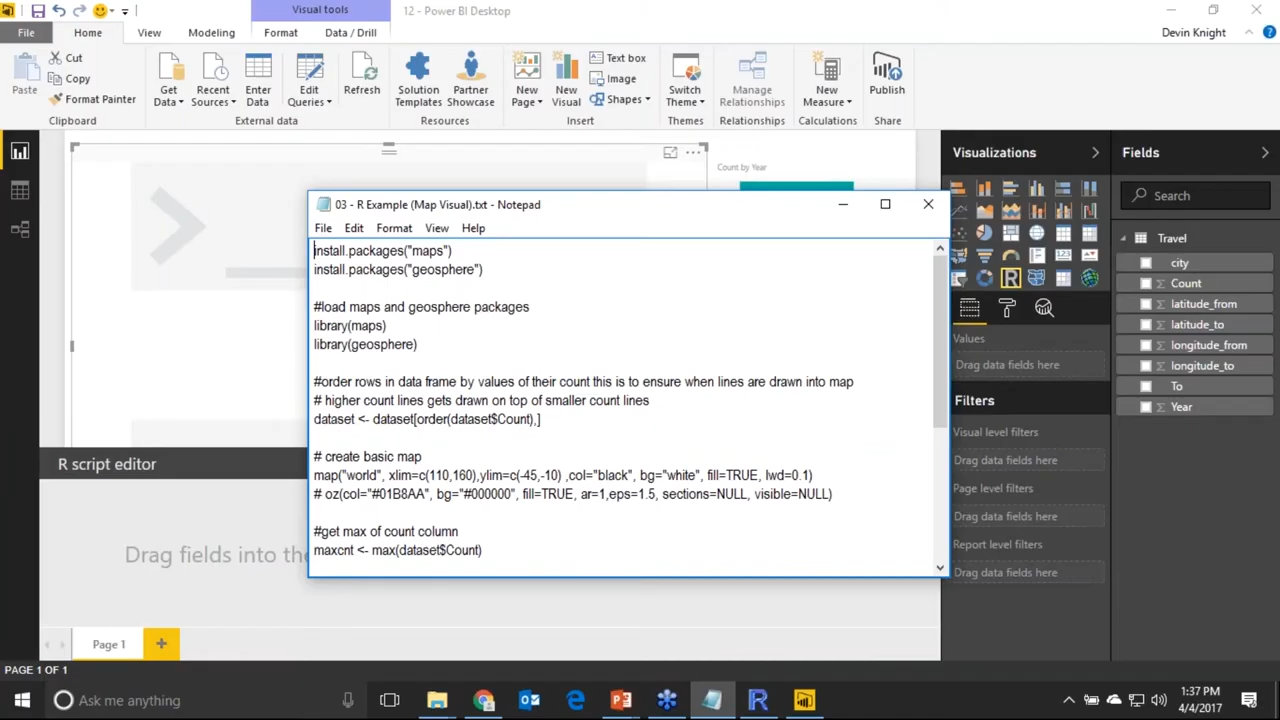 Visual tools
12 - Power BI Desktop
File
Home
View
Modeling
Format
Data / Drill
Devin Knight
Paste
Cut
Copy
Format Painter
Clipboard
Get Data
Recent Sources
Enter Data
Edit Queries
Refresh
External data
Solution Templates
Partner Showcase
Resources
New Page
New Visual
Text box
Image
Shapes
Insert
Switch Theme
Themes
Manage Relationships
Relationships
New Measure
Calculations
Publish
Share
Count by Year
03 - R Example (Map Visual).txt - Notepad
File Edit Format View Help
install.packages("maps")
install.packages("geosphere")
#load maps and geosphere packages
library(maps)
library(geosphere)
#order rows in data frame by values of their count this is to ensure when lines are drawn into map
# higher count lines gets drawn on top of smaller count lines
dataset <- dataset[order(dataset$Count),]
# create basic map
map("world", xlim=c(110,160),ylim=c(-45,-10) ,col="black", bg="white", fill=TRUE, lwd=0.1)
# oz(col="#01B8AA", bg="#000000", fill=TRUE, ar=1,eps=1.5, sections=NULL, visible=NULL)
#get max of count column
maxcnt <- max(dataset$Count)
R script editor
Drag fields into the
Page 1
PAGE 1 OF 1
Visualizations
R
Values
Drag data fields here
Filters
Visual level filters
Drag data fields here
Page level filters
Drag data fields here
Report level filters
Drag data fields here
Fields
Search
Travel
city
Count
latitude_from
latitude_to
longitude_from
longitude_to
To
Year
Ask me anything
1:37 PM
4/4/2017